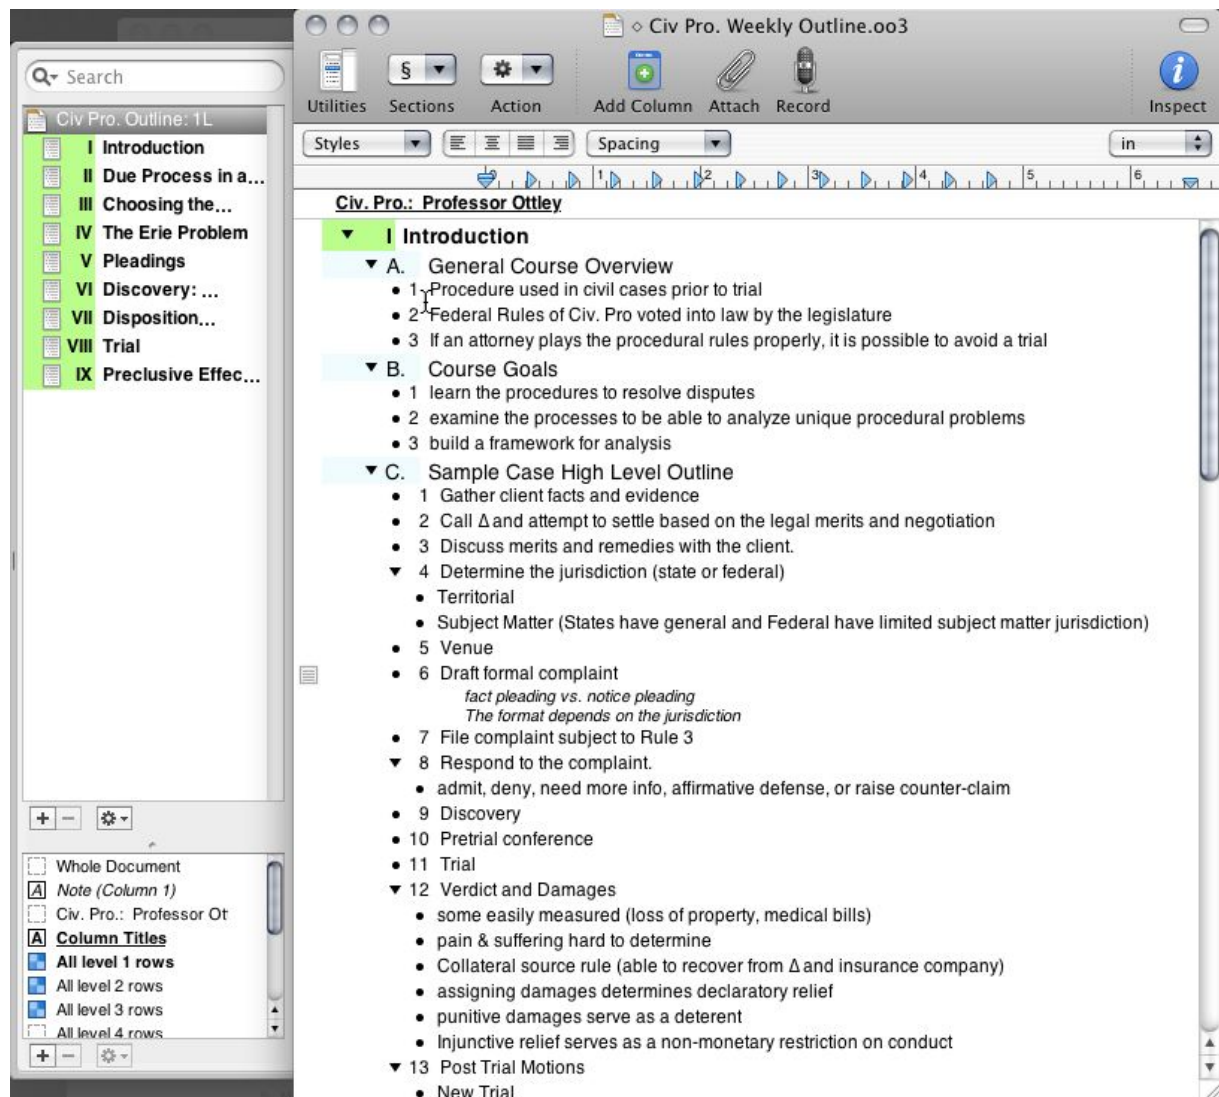 ◇ Civ Pro. Weekly Outline.oo3
Search
Utilities
§
Sections
Action
Add Column
Attach
Record
Inspect
Styles
Spacing
in
0 1 2 3 4 5 6
Civ Pro. Outline: 1L
I Introduction
II Due Process in a...
III Choosing the...
IV The Erie Problem
V Pleadings
VI Discovery: ...
VII Disposition...
VIII Trial
IX Preclusive Effec...
Whole Document
A Note (Column 1)
Civ. Pro.: Professor Ot
A Column Titles
All level 1 rows
All level 2 rows
All level 3 rows
All level 4 rows
Civ. Pro.: Professor Ottley
I Introduction
A. General Course Overview
1 Procedure used in civil cases prior to trial
2 Federal Rules of Civ. Pro voted into law by the legislature
3 If an attorney plays the procedural rules properly, it is possible to avoid a trial
B. Course Goals
1 learn the procedures to resolve disputes
2 examine the processes to be able to analyze unique procedural problems
3 build a framework for analysis
C. Sample Case High Level Outline
1 Gather client facts and evidence
2 Call Δ and attempt to settle based on the legal merits and negotiation
3 Discuss merits and remedies with the client.
4 Determine the jurisdiction (state or federal)
Territorial
Subject Matter (States have general and Federal have limited subject matter jurisdiction)
5 Venue
6 Draft formal complaint
fact pleading vs. notice pleading
The format depends on the jurisdiction
7 File complaint subject to Rule 3
8 Respond to the complaint.
admit, deny, need more info, affirmative defense, or raise counter-claim
9 Discovery
10 Pretrial conference
11 Trial
12 Verdict and Damages
some easily measured (loss of property, medical bills)
pain & suffering hard to determine
Collateral source rule (able to recover from Δ and insurance company)
assigning damages determines declaratory relief
punitive damages serve as a deterent
Injunctive relief serves as a non-monetary restriction on conduct
13 Post Trial Motions
New Trial